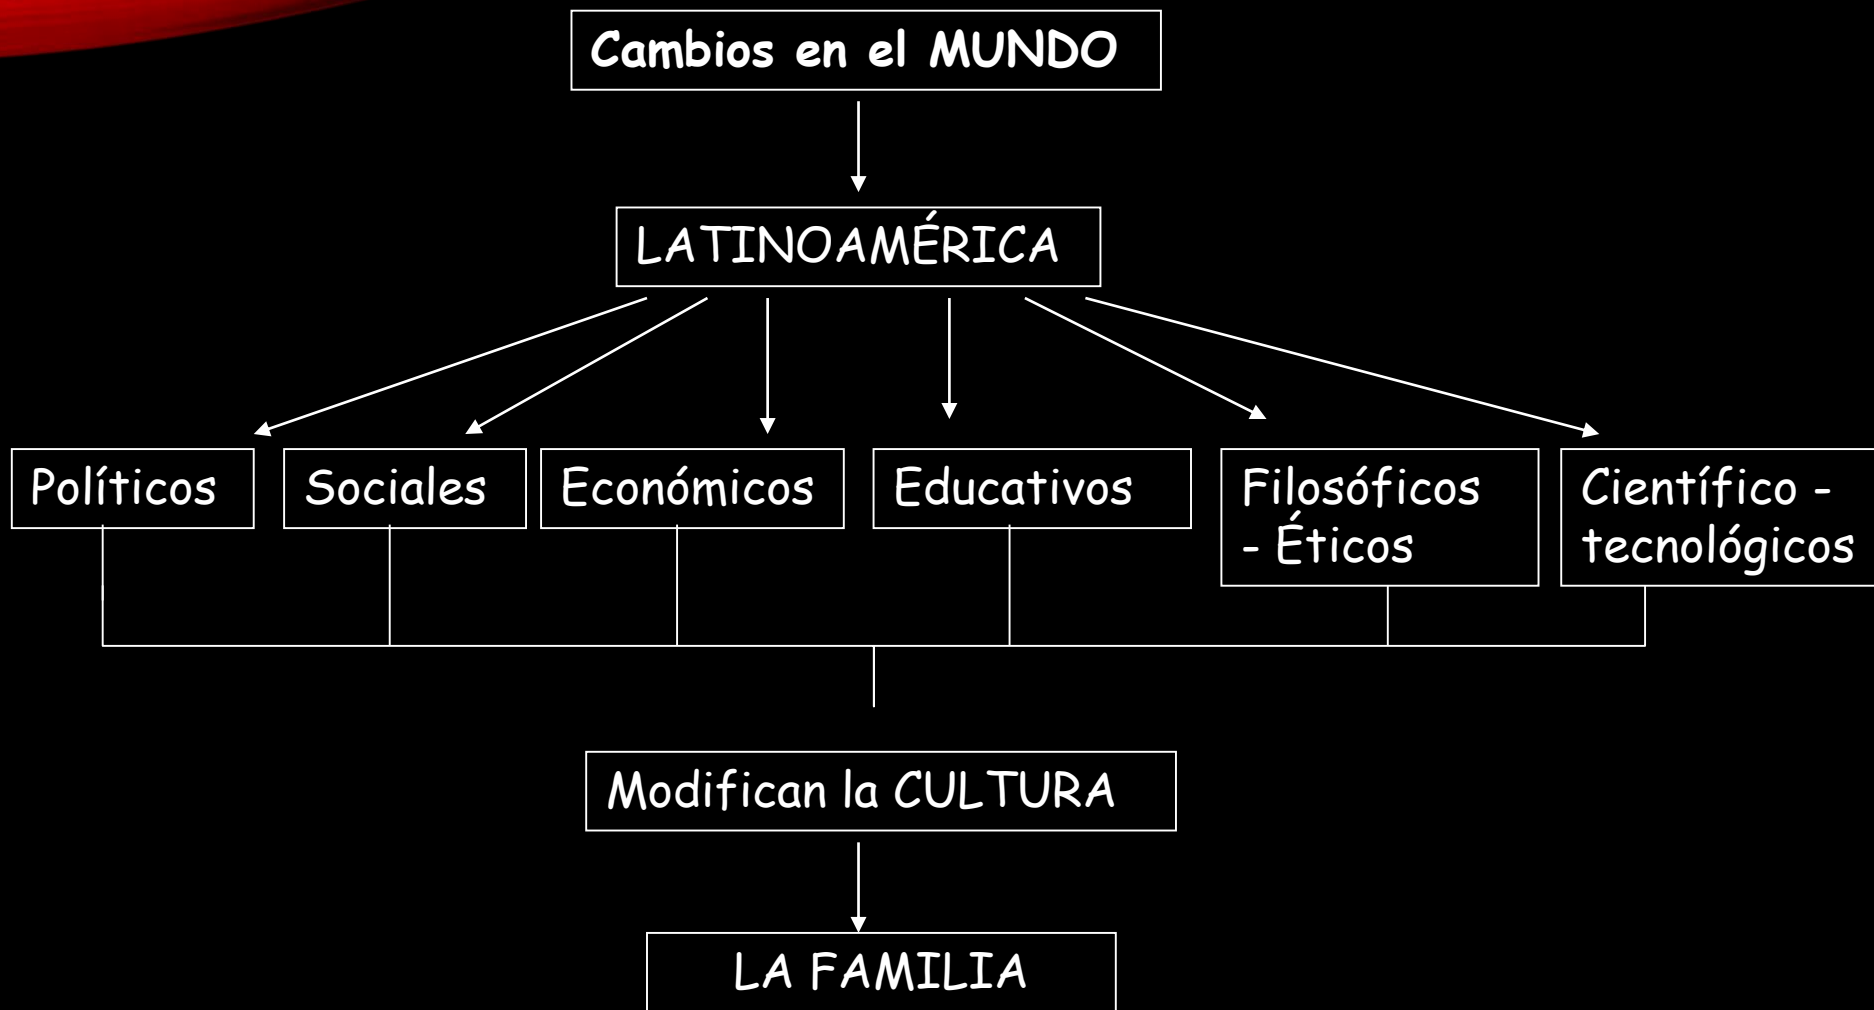 Cambios en el MUNDO
LATINOAMÉRICA
Políticos
Sociales
Económicos
Educativos
Filosóficos
- Éticos
Científico -
tecnológicos
Modifican la CULTURA
LA FAMILIA